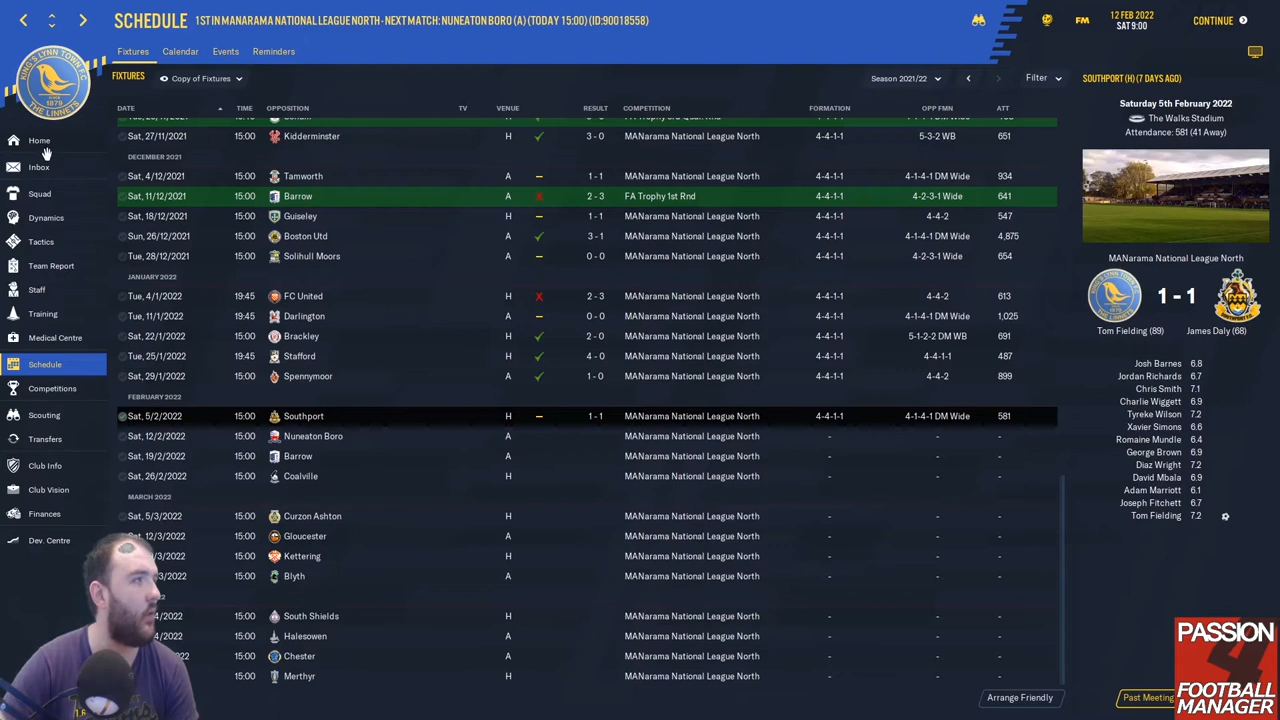 SCHEDULE 1ST IN MANARAMA NATIONAL LEAGUE NORTH - NEXT MATCH: NUNEATON BORO (A) (TODAY 15:00) (ID:90018558)
FM 12 FEB 2022 SAT 9:00 CONTINUE
Fixtures Calendar Events Reminders
FIXTURES Copy of Fixtures Season 2021/22 Filter
DATE TIME OPPOSITION TV VENUE RESULT COMPETITION FORMATION OPP FMN ATT
Sat, 27/11/2021 15:00 Kidderminster H 3 - 0 MANarama National League North 4-4-1-1 5-3-2 WB 651
DECEMBER 2021
Sat, 4/12/2021 15:00 Tamworth A 1 - 1 MANarama National League North 4-4-1-1 4-1-4-1 DM Wide 934
Sat, 11/12/2021 15:00 Barrow A x 2 - 3 FA Trophy 1st Rnd 4-4-1-1 4-2-3-1 Wide 641
Sat, 18/12/2021 15:00 Guiseley H 1 - 1 MANarama National League North 4-4-1-1 4-4-2 547
Sun, 26/12/2021 15:00 Boston Utd A 3 - 1 MANarama National League North 4-4-1-1 4-1-4-1 DM Wide 4,875
Tue, 28/12/2021 15:00 Solihull Moors A 0 - 0 MANarama National League North 4-4-1-1 4-2-3-1 Wide 654
JANUARY 2022
Tue, 4/1/2022 19:45 FC United H X 2 - 3 MANarama National League North 4-4-1-1 4-4-2 613
Tue, 11/1/2022 19:45 Darlington A 0 - 0 MANarama National League North 4-4-1-1 4-1-4-1 DM Wide 1,025
Sat, 22/1/2022 15:00 Brackley H 2 - 0 MANarama National League North 4-4-1-1 5-1-2-2 DM WB 691
Tue, 25/1/2022 19:45 Stafford H 4 - 0 MANarama National League North 4-4-1-1 4-4-1-1 487
Sat, 29/1/2022 15:00 Spennymoor A 1 - 0 MANarama National League North 4-4-1-1 4-4-2 899
FEBRUARY 2022
Sat, 5/2/2022 15:00 Southport H 1 - 1 MANarama National League North 4-4-1-1 4-1-4-1 DM Wide 581
Sat, 12/2/2022 15:00 Nuneaton Boro A MANarama National League North - - -
Sat, 19/2/2022 15:00 Barrow A MANarama National League North - - -
Sat, 26/2/2022 15:00 Coalville H MANarama National League North - - -
MARCH 2022
Sat, 5/3/2022 15:00 Curzon Ashton H MANarama National League North - - -
Sat, 12/3/2022 15:00 Gloucester A MANarama National League North - - -
/3/2022 15:00 Kettering H MANarama National League North - - -
3/2022 15:00 Blyth A MANarama National League North - - -
4/2022 15:00 South Shields H MANarama National League North - - -
4/2022 15:00 Halesowen A MANarama National League North - - -
15:00 Chester A MANarama National League North - - -
15:00 Merthyr H MANarama National League North - - -
Arrange Friendly
KING'S LYNN TOWN F.C.
1879
THE LINNETS
Home
Inbox
Squad
Dynamics
Tactics
Team Report
Staff
Training
Medical Centre
Schedule
Competitions
Scouting
Transfers
Club Info
Club Vision
Finances
Dev. Centre
SOUTHPORT (H) (7 DAYS AGO)
Saturday 5th February 2022
The Walks Stadium
Attendance: 581 (41 Away)
MANarama National League North
1 - 1
Tom Fielding (89) James Daly (68)
Josh Barnes 6.8
Jordan Richards 6.7
Chris Smith 7.1
Charlie Wiggett 6.9
Tyreke Wilson 7.2
Xavier Simons 6.6
Romaine Mundle 6.4
George Brown 6.9
Diaz Wright 7.2
David Mbala 6.9
Adam Marriott 6.1
Joseph Fitchett 6.7
Tom Fielding 7.2
Past Meeting
PASSION
4
FOOTBALL
MANAGER